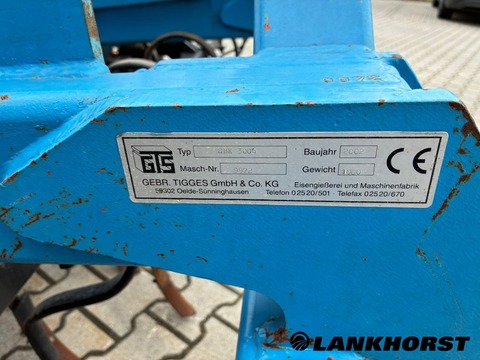 GTS
Typ
Baujahr
Masch-Nr.
Gewicht
CE
GEBR. TIGGES GmbH & Co. KG
Eisengießerei und Maschinenfabrik
59302 Oelde-Sünninghausen
Telefon 02520/501 · Telefax 02520/670
LANKHORST